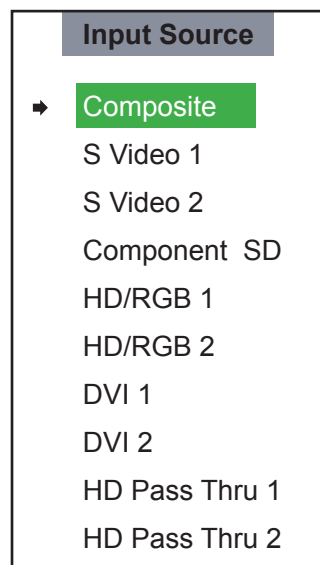 Input Source
Composite
S Video 1
S Video 2
Component SD
HD/RGB 1
HD/RGB 2
DVI 1
DVI 2
HD Pass Thru 1
HD Pass Thru 2